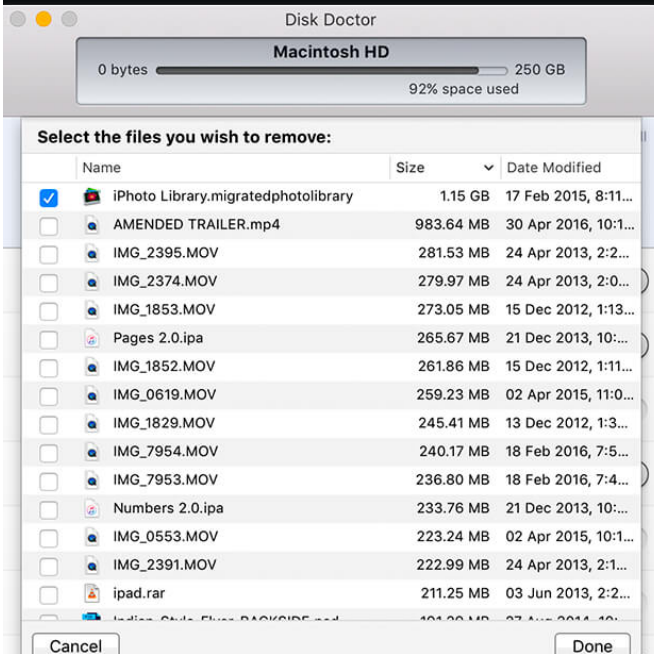 Disk Doctor
Macintosh HD
0 bytes 250 GB
92% space used
Select the files you wish to remove:
Name Size Date Modified
iPhoto Library.migratedphotolibrary 1.15 GB 17 Feb 2015, 8:11...
AMENDED TRAILER.mp4 983.64 MB 30 Apr 2016, 10:1...
IMG_2395.MOV 281.53 MB 24 Apr 2013, 2:2...
IMG_2374.MOV 279.97 MB 24 Apr 2013, 2:0...
IMG_1853.MOV 273.05 MB 15 Dec 2012, 1:13...
Pages 2.0.ipa 265.67 MB 21 Dec 2013, 10:...
IMG_1852.MOV 261.86 MB 15 Dec 2012, 1:11...
IMG_0619.MOV 259.23 MB 02 Apr 2015, 11:0...
IMG_1829.MOV 245.41 MB 13 Dec 2012, 1:3...
IMG_7954.MOV 240.17 MB 18 Feb 2016, 7:5...
IMG_7953.MOV 236.80 MB 18 Feb 2016, 7:4...
Numbers 2.0.ipa 233.76 MB 21 Dec 2013, 10:...
IMG_0553.MOV 223.24 MB 02 Apr 2015, 10:1...
IMG_2391.MOV 222.99 MB 24 Apr 2013, 2:1...
ipad.rar 211.25 MB 03 Jun 2013, 2:2...
Cancel Done